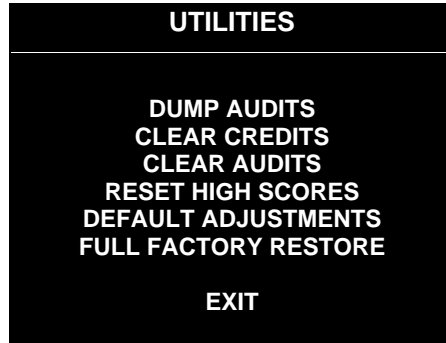 UTILITIES
DUMP AUDITS
CLEAR CREDITS
CLEAR AUDITS
RESET HIGH SCORES
DEFAULT ADJUSTMENTS
FULL FACTORY RESTORE
EXIT